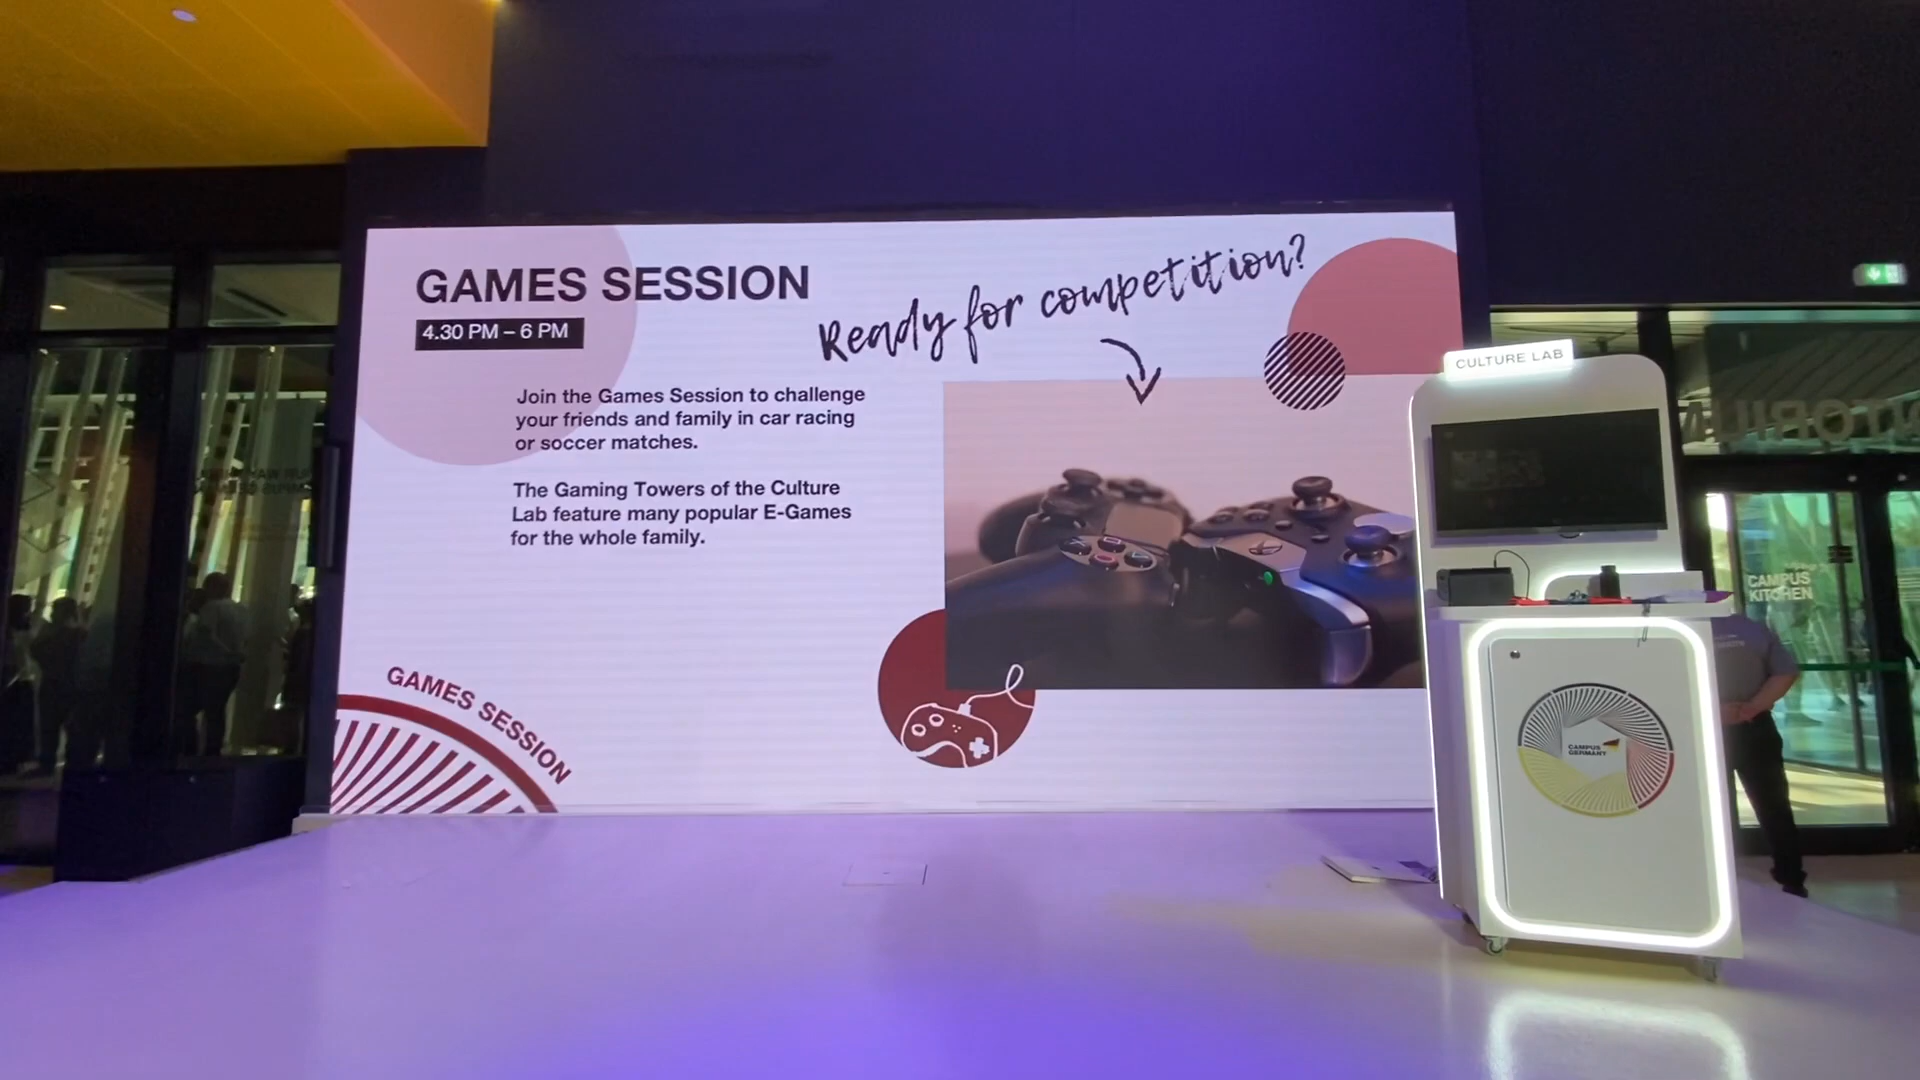 GAMES SESSION
4.30 PM – 6 PM
Ready for competition?
Join the Games Session to challenge
your friends and family in car racing
or soccer matches.
The Gaming Towers of the Culture
Lab feature many popular E-Games
for the whole family.
GAMES SESSION
CULTURE LAB
CAMPUS
GERMANY
CAMPUS
KITCHEN